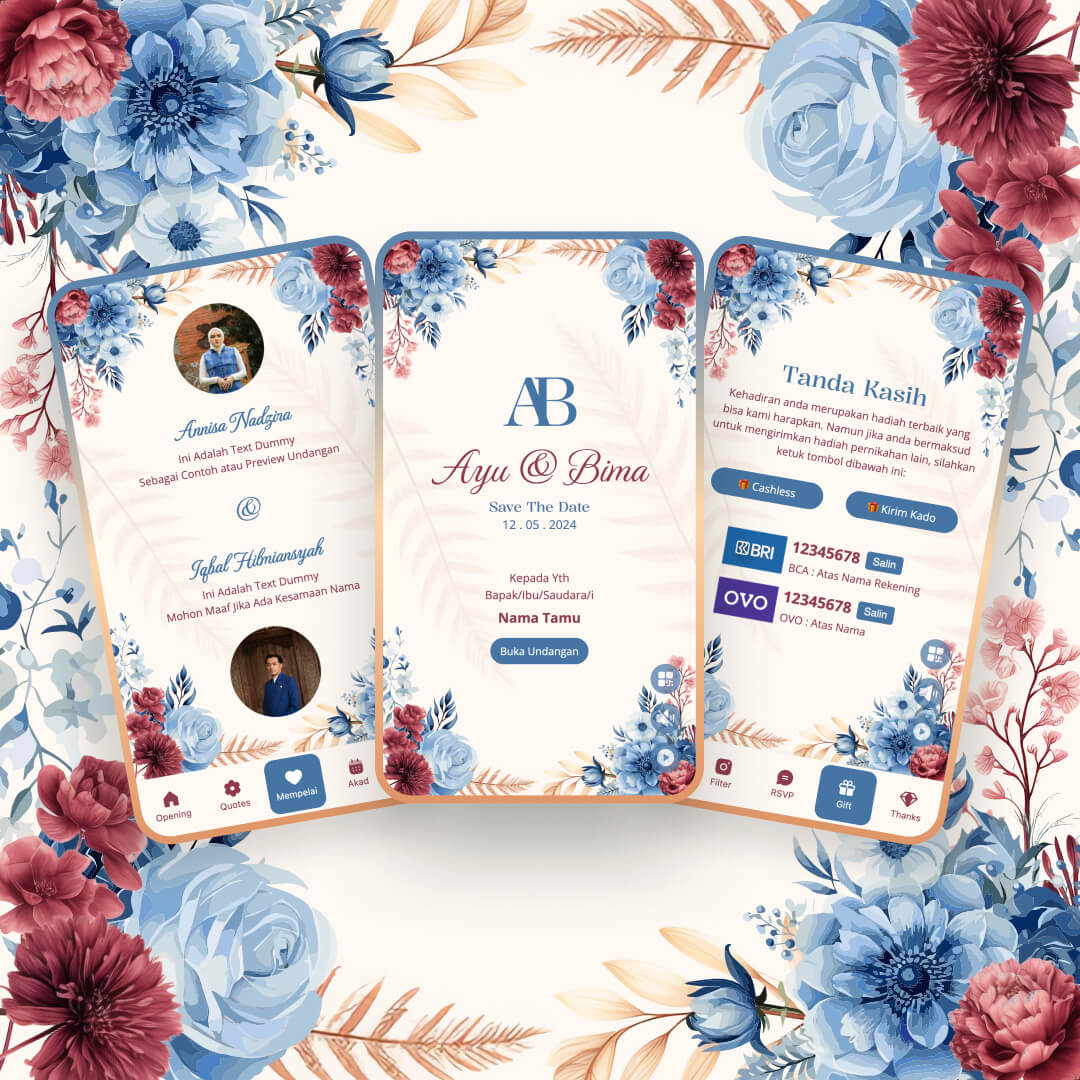 Annisa Nadzira
Ini Adalah Text Dummy
Sebagai Contoh atau Preview Undangan
&
Iqbal Hilmiansyah
Ini Adalah Text Dummy
Mohon Maaf Jika Ada Kesamaan Nama
Opening
Quotes
Mempelai
Akad
AB
Ayu & Bima
Save The Date
12 . 05 . 2024
Kepada Yth
Bapak/Ibu/Saudara/i
Nama Tamu
Buka Undangan
Tanda Kasih
Kehadiran anda merupakan hadiah terbaik yang
bisa kami harapkan. Namun jika anda bermaksud
untuk mengirimkan hadiah pernikahan lain, silahkan
ketuk tombol dibawah ini:
Cashless
Kirim Kado
BRI
12345678 Salin
BCA : Atas Nama Rekening
OVO
12345678 Salin
OVO : Atas Nama
Filter
RSVP
Gift
Thanks